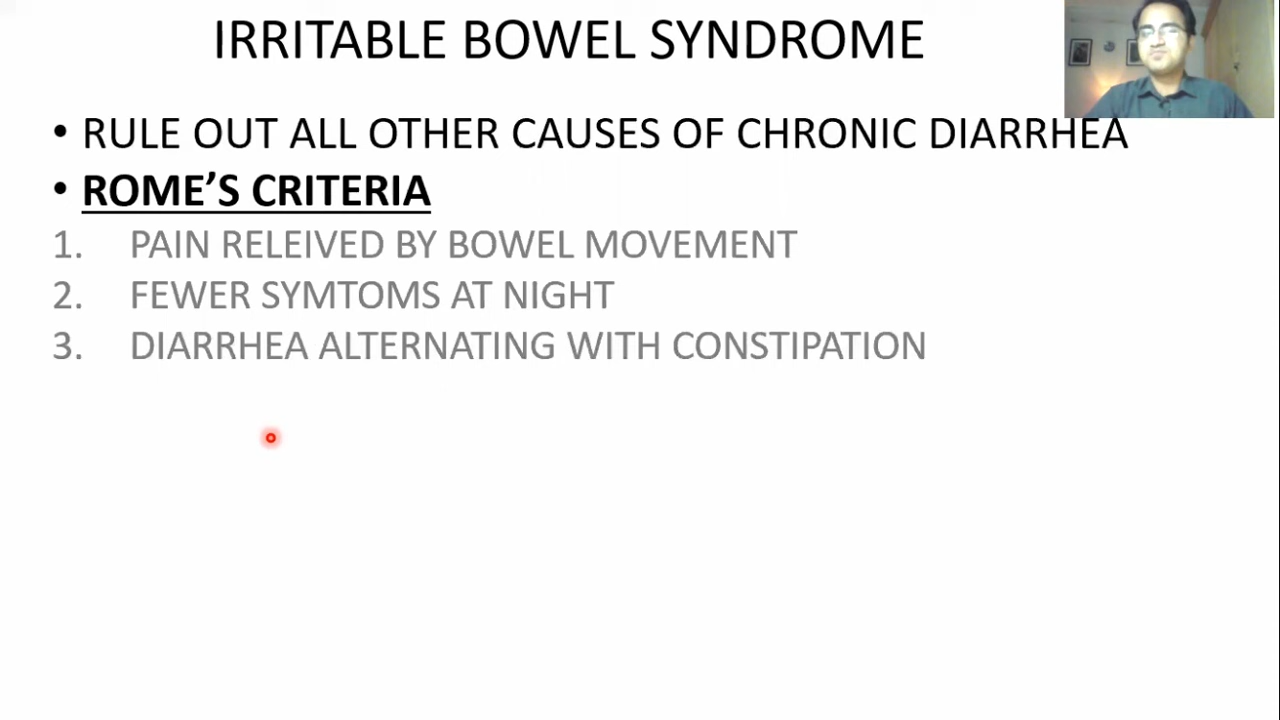 IRRITABLE BOWEL SYNDROME
• RULE OUT ALL OTHER CAUSES OF CHRONIC DIARRHEA
• ROME’S CRITERIA
1. PAIN RELEIVED BY BOWEL MOVEMENT
2. FEWER SYMTOMS AT NIGHT
3. DIARRHEA ALTERNATING WITH CONSTIPATION